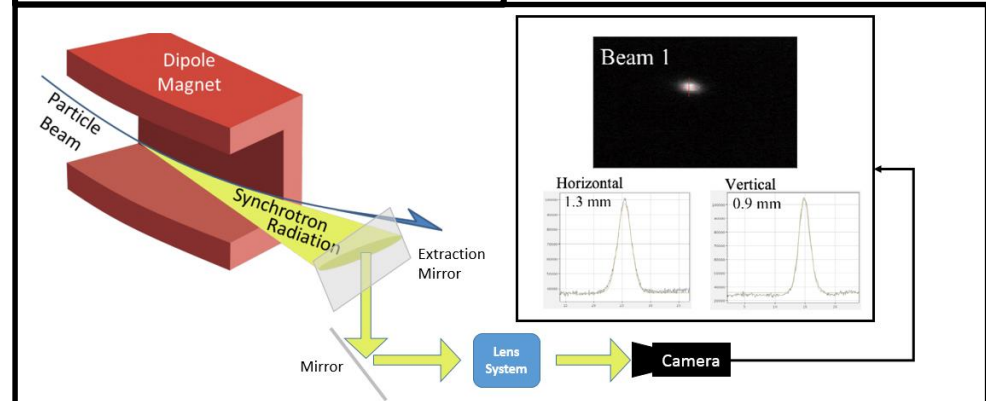 Dipole
Magnet
Particle
Beam
Synchrotron
Radiation
Extraction
Mirror
Mirror
Lens
System
Camera
Beam 1
Horizontal
1.3 mm
Vertical
0.9 mm